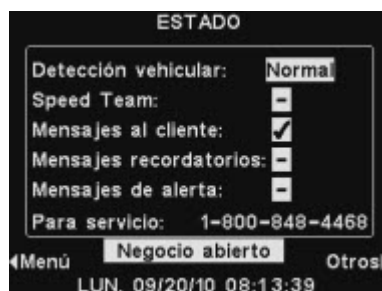 ESTADO
Detección vehicular: Normal
Speed Team: -
Mensajes al cliente: ✓
Mensajes recordatorios: -
Mensajes de alerta: -
Para servicio: 1-800-848-4468
Negocio abierto
Menú Otros
LUN. 09/20/10 08:13:39